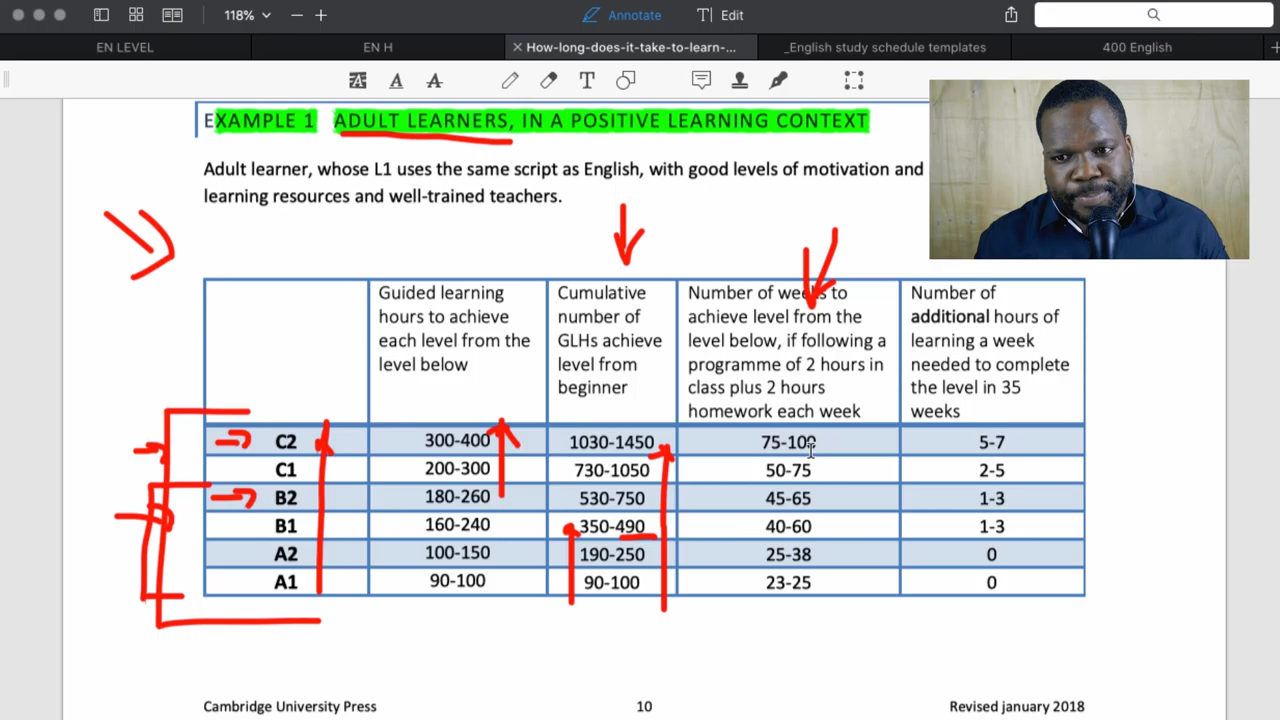 118%
Annotate
Edit
EN LEVEL
EN H
How-long-does-it-take-to-learn-...
_English study schedule templates
400 English
EXAMPLE 1 ADULT LEARNERS, IN A POSITIVE LEARNING CONTEXT
Adult learner, whose L1 uses the same script as English, with good levels of motivation and
learning resources and well-trained teachers.
Guided learning
hours to achieve
each level from the
level below
Cumulative
number of
GLHs achieve
level from
beginner
Number of weeks to
achieve level from the
level below, if following a
programme of 2 hours in
class plus 2 hours
homework each week
Number of
additional hours of
learning a week
needed to complete
the level in 35
weeks
C2 300-400 1030-1450 75-100 5-7
C1 200-300 730-1050 50-75 2-5
B2 180-260 530-750 45-65 1-3
B1 160-240 350-490 40-60 1-3
A2 100-150 190-250 25-38 0
A1 90-100 90-100 23-25 0
Cambridge University Press 10 Revised january 2018